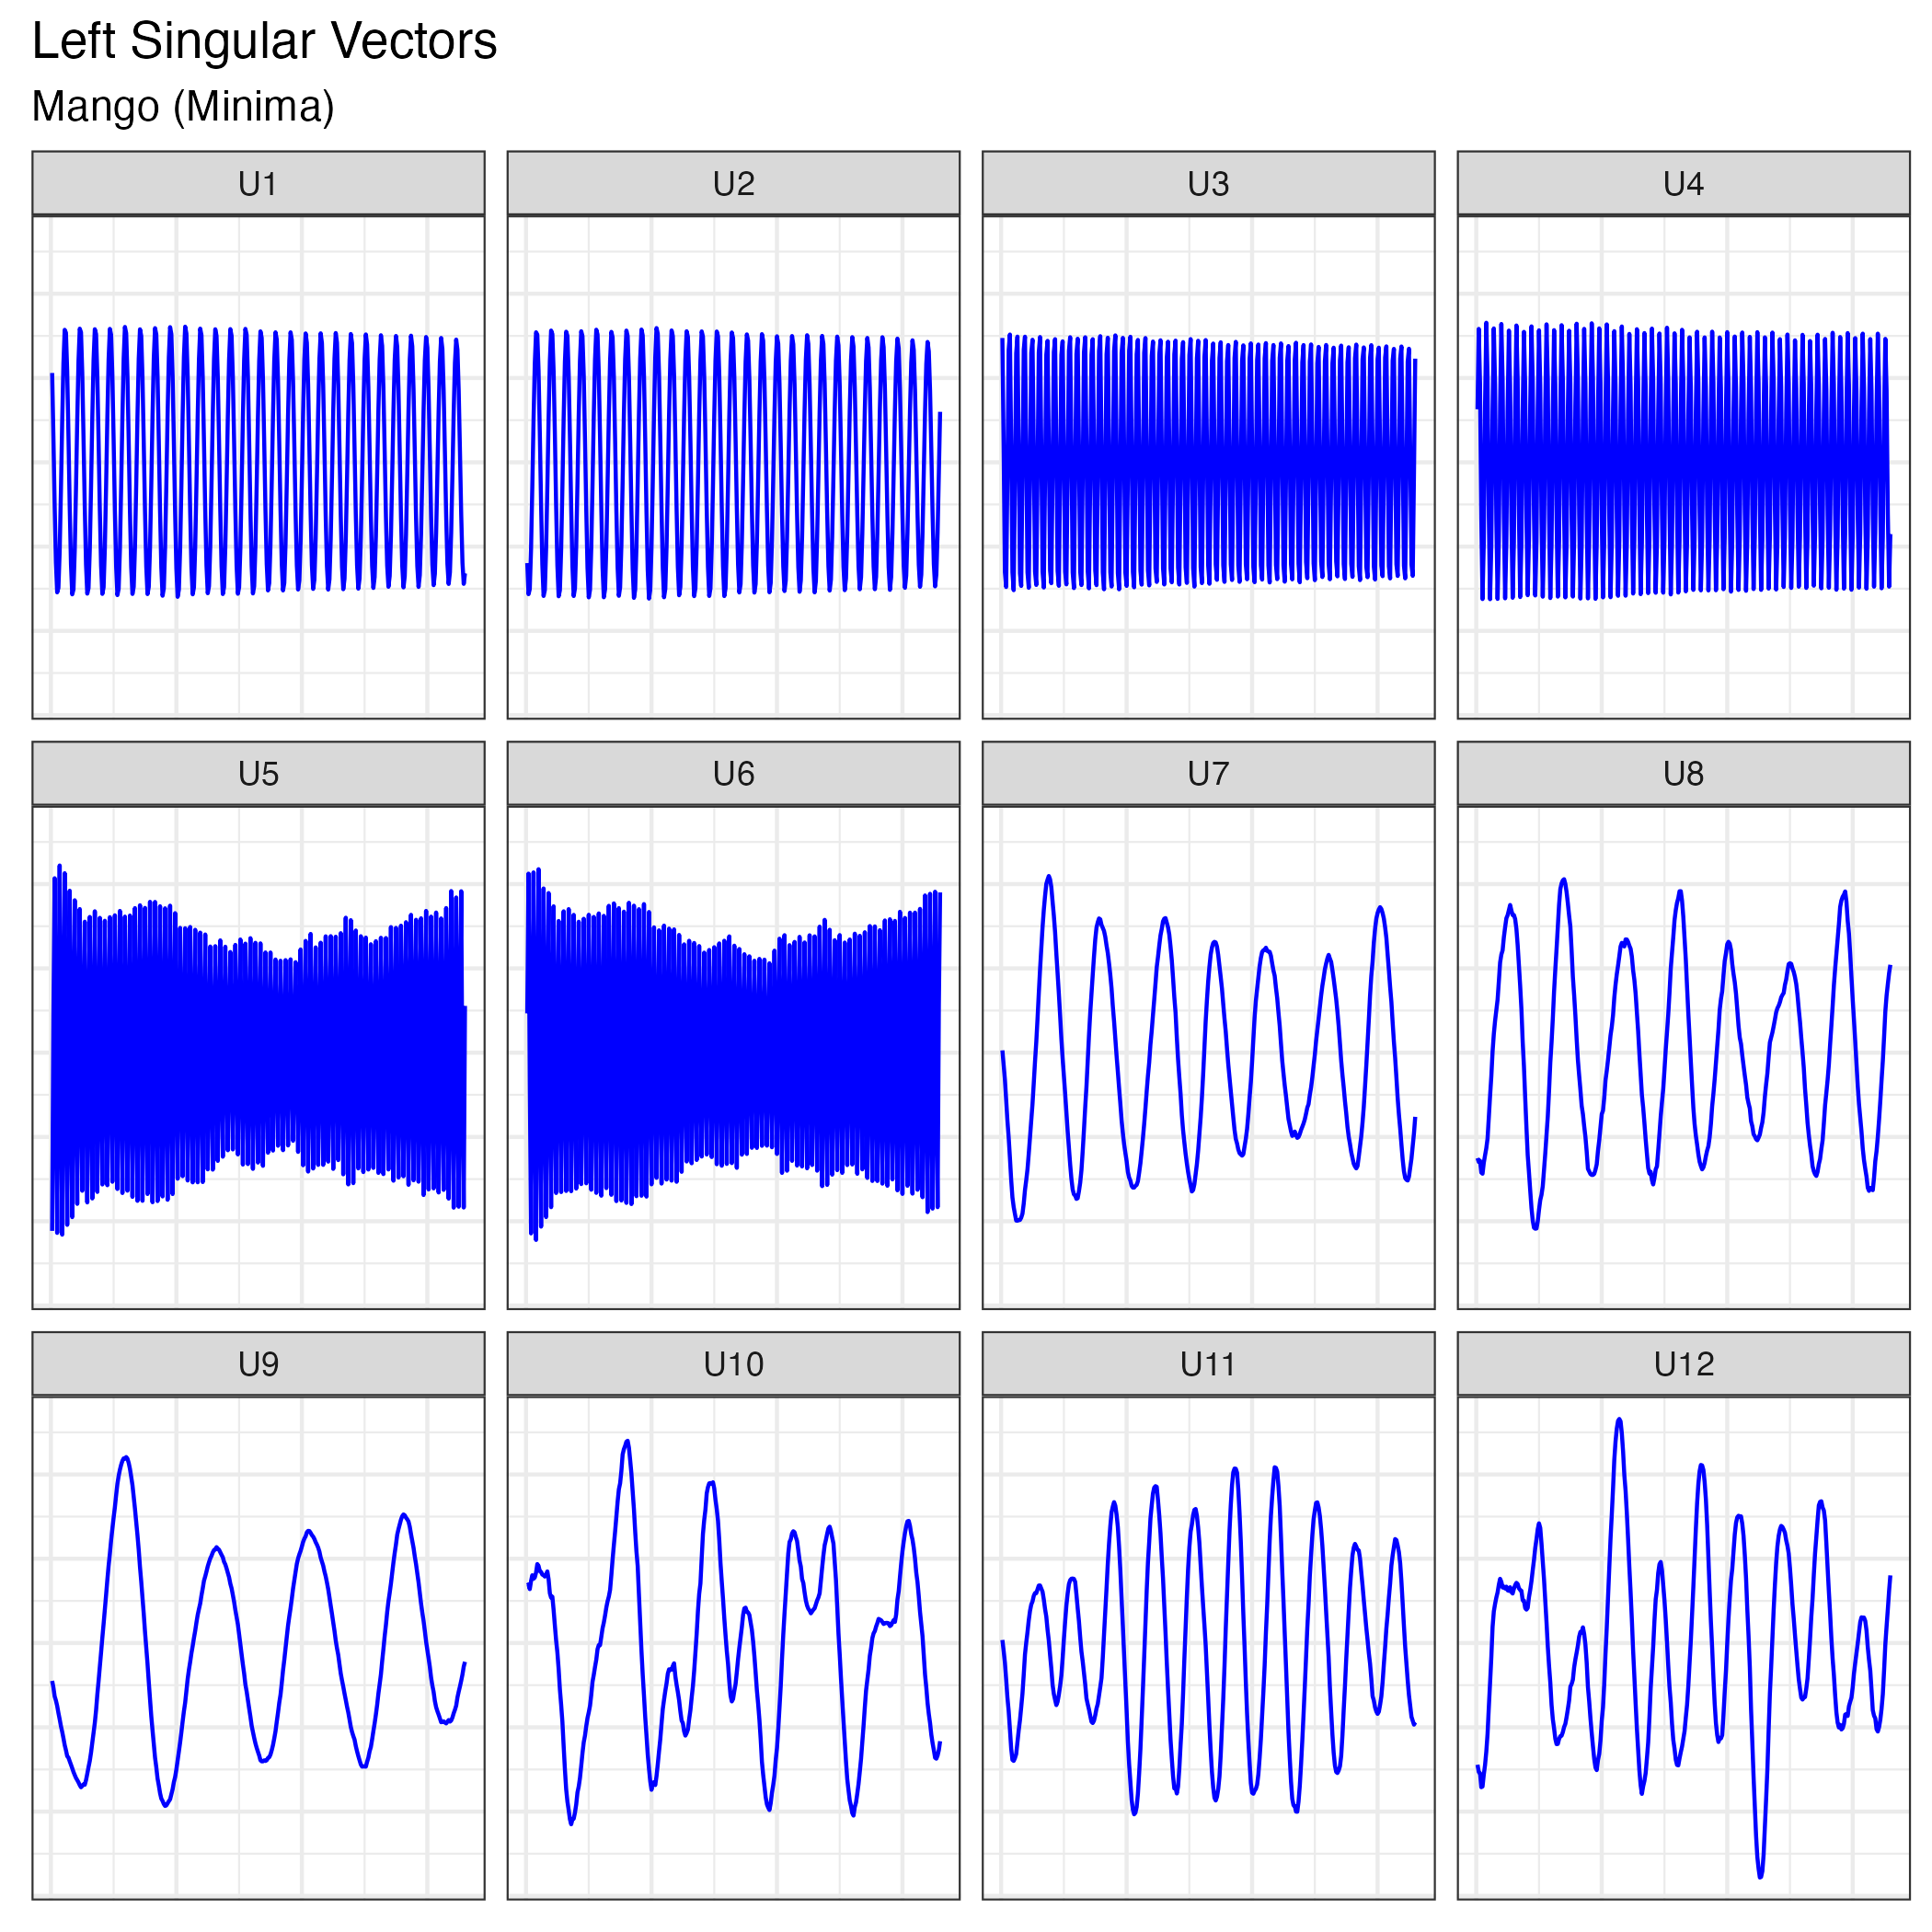 Left Singular Vectors
Mango (Minima)
U1 U2 U3 U4
U5 U6 U7 U8
U9 U10 U11 U12